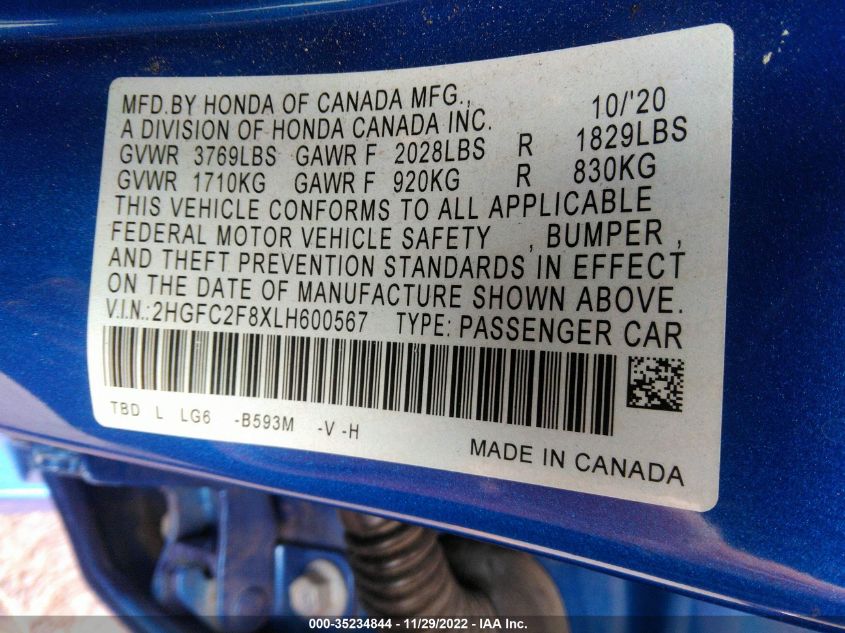 MFD.BY HONDA OF CANADA MFG., 10/'20
A DIVISION OF HONDA CANADA INC.
GVWR 3769LBS GAWR F 2028LBS R 1829LBS
GVWR 1710KG GAWR F 920KG R 830KG
THIS VEHICLE CONFORMS TO ALL APPLICABLE
FEDERAL MOTOR VEHICLE SAFETY , BUMPER ,
AND THEFT PREVENTION STANDARDS IN EFFECT
ON THE DATE OF MANUFACTURE SHOWN ABOVE.
V.I.N.:2HGFC2F8XLH600567 TYPE: PASSENGER CAR
TBD L LG6 -B593M -V -H
MADE IN CANADA
000-35234844 — 11/29/2022 — IAA Inc.